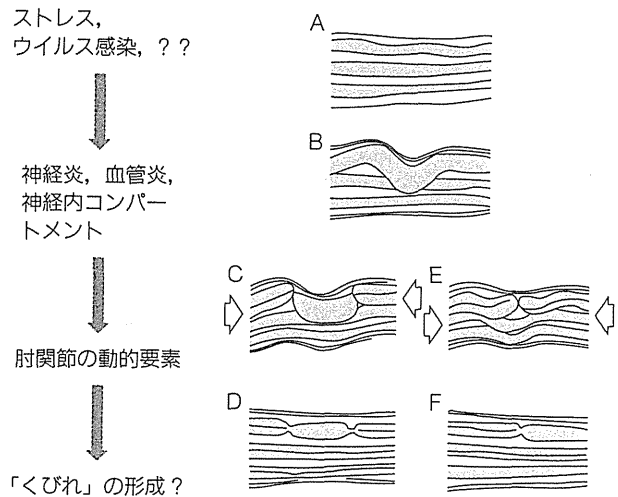 ストレス，
ウイルス感染，？？
神経炎，血管炎，
神経内コンパー
トメント
肘関節の動的要素
「くびれ」の形成？
A
B
C
E
D
F